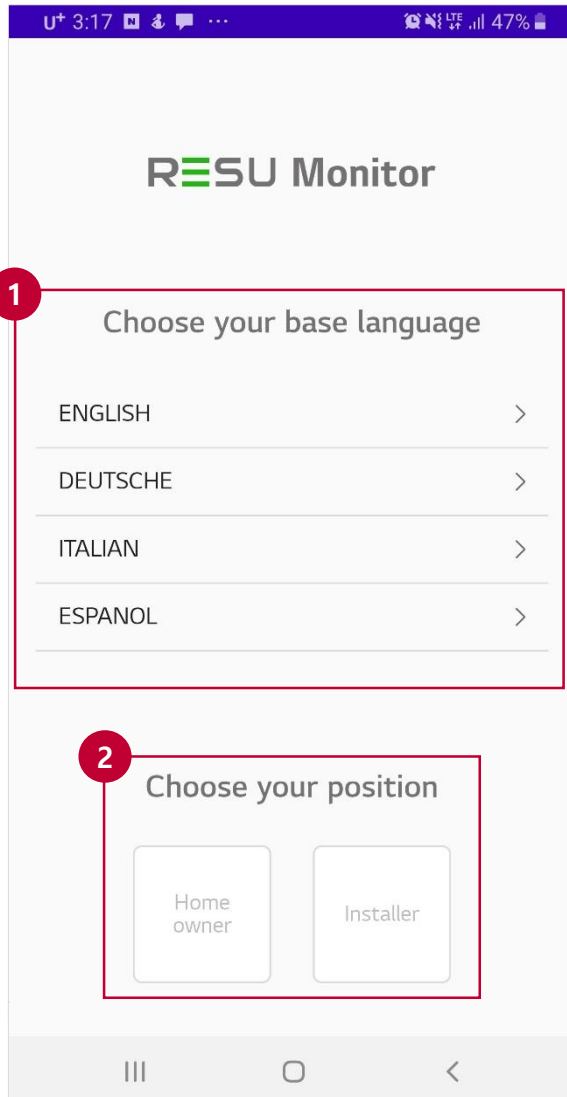 U+ 3:17 N ... LTE 47%
RESU Monitor
1
Choose your base language
ENGLISH
DEUTSCHE
ITALIAN
ESPANOL
2
Choose your position
Home
owner
Installer